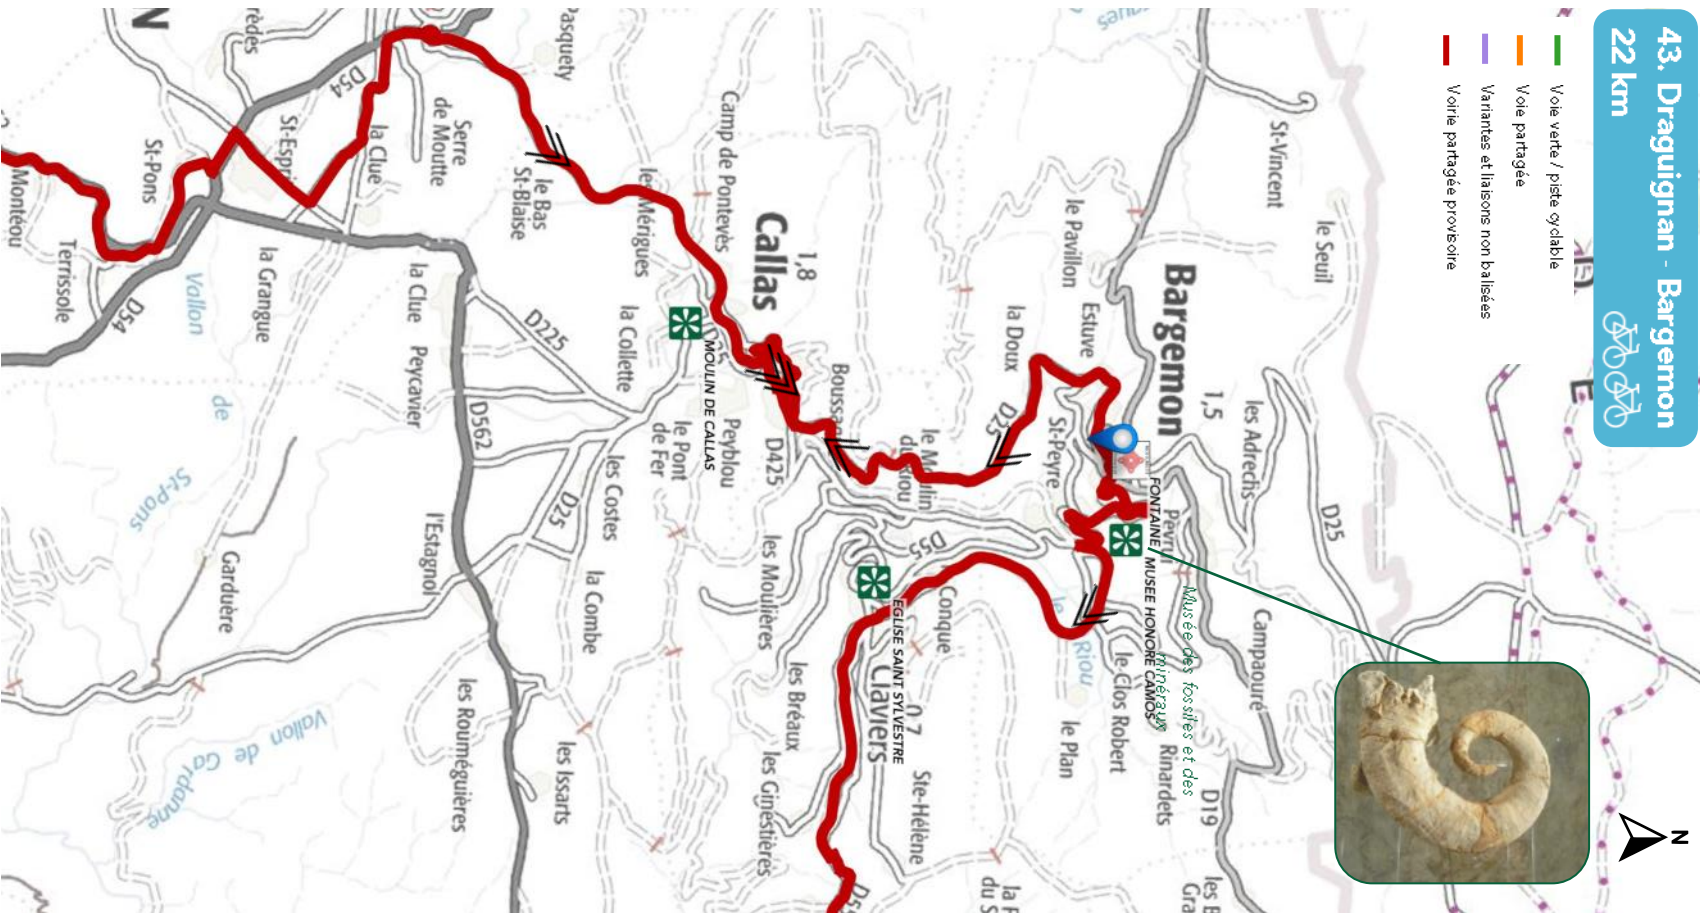 43. Draguignan - Bargemon
22 km
Voie verte / piste cyclable
Voie partagée
Variantes et liaisons non balisées
Voirie partagée provisoire
N
St-Vincent
le Seuil
le Pavillon
Bargemon
1,5
Estuve
la Doux
les Adrechs
D25
St-Peyre
D25
FONTAINE
MUSEE HONORE CAMOS
Musée des fossiles et des
minéraux
Campaouré
le Clos Robert
Rinardets
D19
le Plan
le Riou
Pasquety
Camp de Pontevès
Serre
de Moutte
le Bas
St-Blaise
les Mérigues
Callas
1,8
la Collette
MOULIN DE CALLAS
Peyblou
le Pont
de Fer
D425
le Moulin
du Riou
D55
Conque
EGLISE SAINT SYLVESTRE
Claviers
0,7
Ste-Hélène
les Moulières
les Bréaux
les Ginestières
D54
la Clue
St-Pons
Montéou
Terrissole
D54
la Grangue
la Clue
Peycavier
D225
D562
D25
les Costes
la Combe
l'Estagnol
Garduère
les Rouméguières
les Issarts
Vallon
de
St-Pons
Vallon de Gardanne